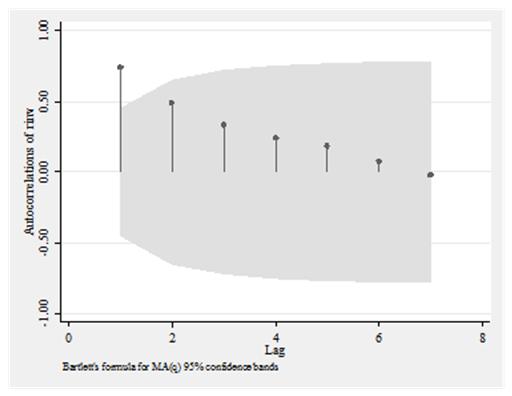 Autocorrelations of rinv
1.00
0.50
0.00
-0.50
-1.00
0 2 4 6 8
Lag
Bartlett's formula for MA(q) 95% confidence bands